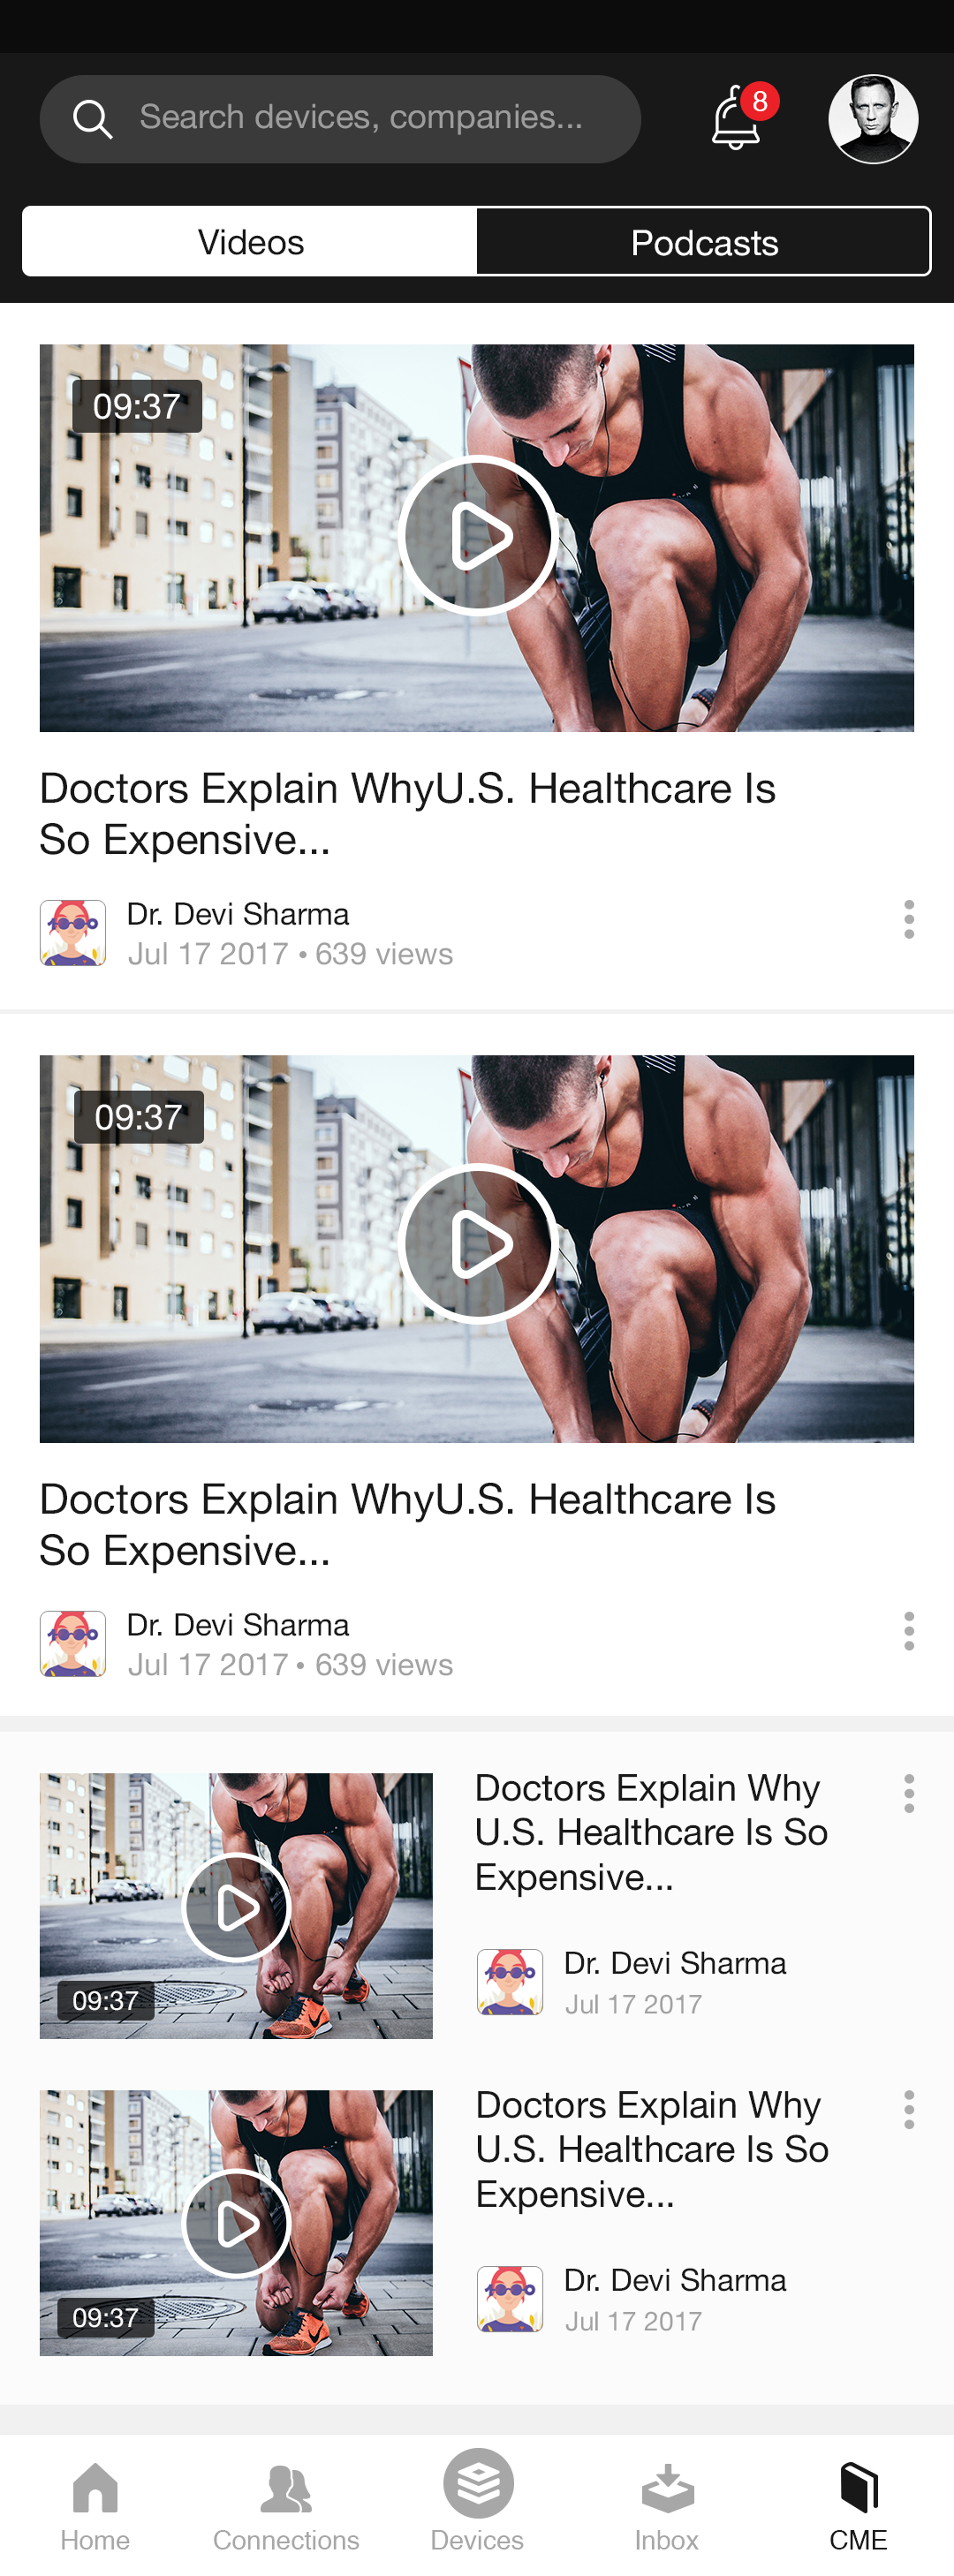 Search devices, companies...
8
Videos
Podcasts
09:37
Doctors Explain WhyU.S. Healthcare Is
So Expensive...
Dr. Devi Sharma
Jul 17 2017 • 639 views
09:37
Doctors Explain WhyU.S. Healthcare Is
So Expensive...
Dr. Devi Sharma
Jul 17 2017 • 639 views
09:37
Doctors Explain Why
U.S. Healthcare Is So
Expensive...
Dr. Devi Sharma
Jul 17 2017
09:37
Doctors Explain Why
U.S. Healthcare Is So
Expensive...
Dr. Devi Sharma
Jul 17 2017
Home
Connections
Devices
Inbox
CME